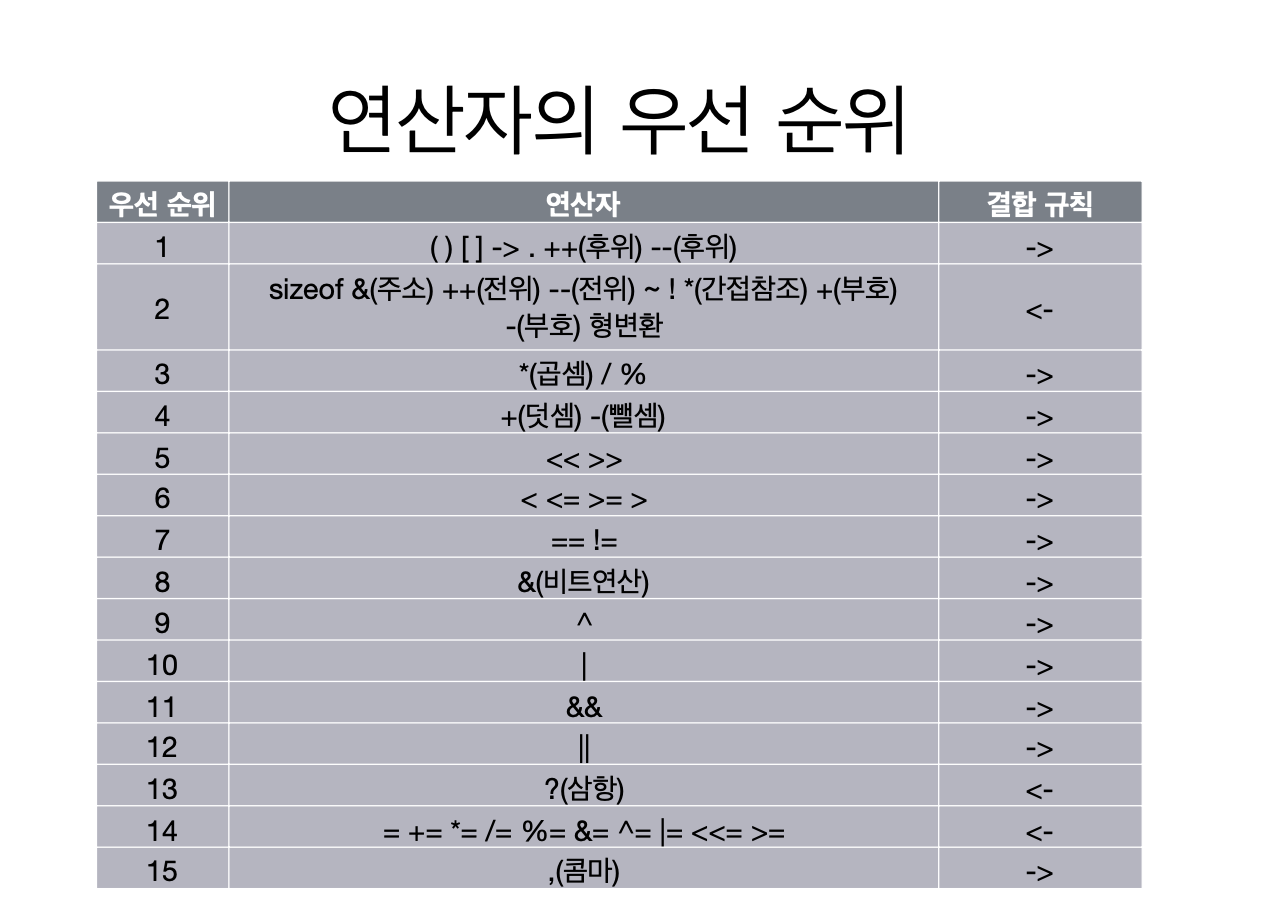 연산자의 우선 순위
우선 순위 연산자 결합 규칙
1 ( ) [ ] -> . ++(후위) --(후위) ->
2 sizeof &(주소) ++(전위) --(전위) ~ ! *(간접참조) +(부호) <-
-(부호) 형변환
3 *(곱셈) / % ->
4 +(덧셈) -(뺄셈) ->
5 << >> ->
6 < <= >= > ->
7 == != ->
8 &(비트연산) ->
9 ^ ->
10 | ->
11 && ->
12 || ->
13 ?(삼항) <-
14 = += *= /= %= &= ^= |= <<= >= <-
15 ,(콤마) ->